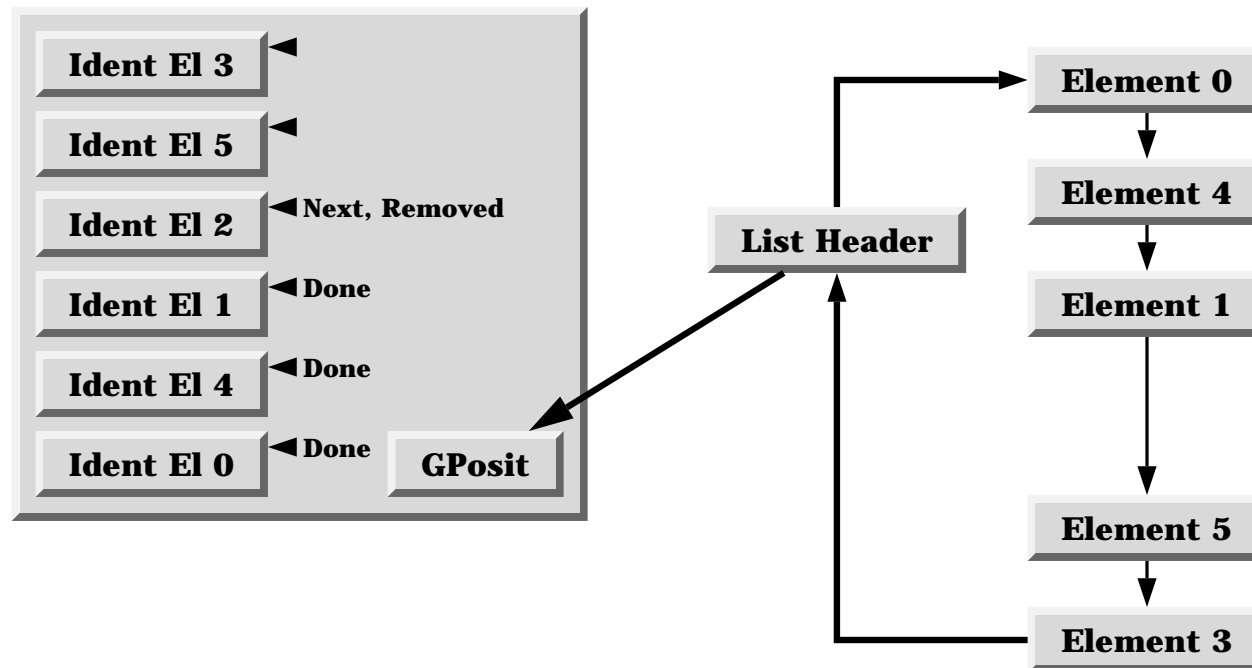 Ident El 3
Ident El 5
Ident El 2
Next, Removed
Ident El 1
Done
Ident El 4
Done
Ident El 0
Done
GPosit
List Header
Element 0
Element 4
Element 1
Element 5
Element 3